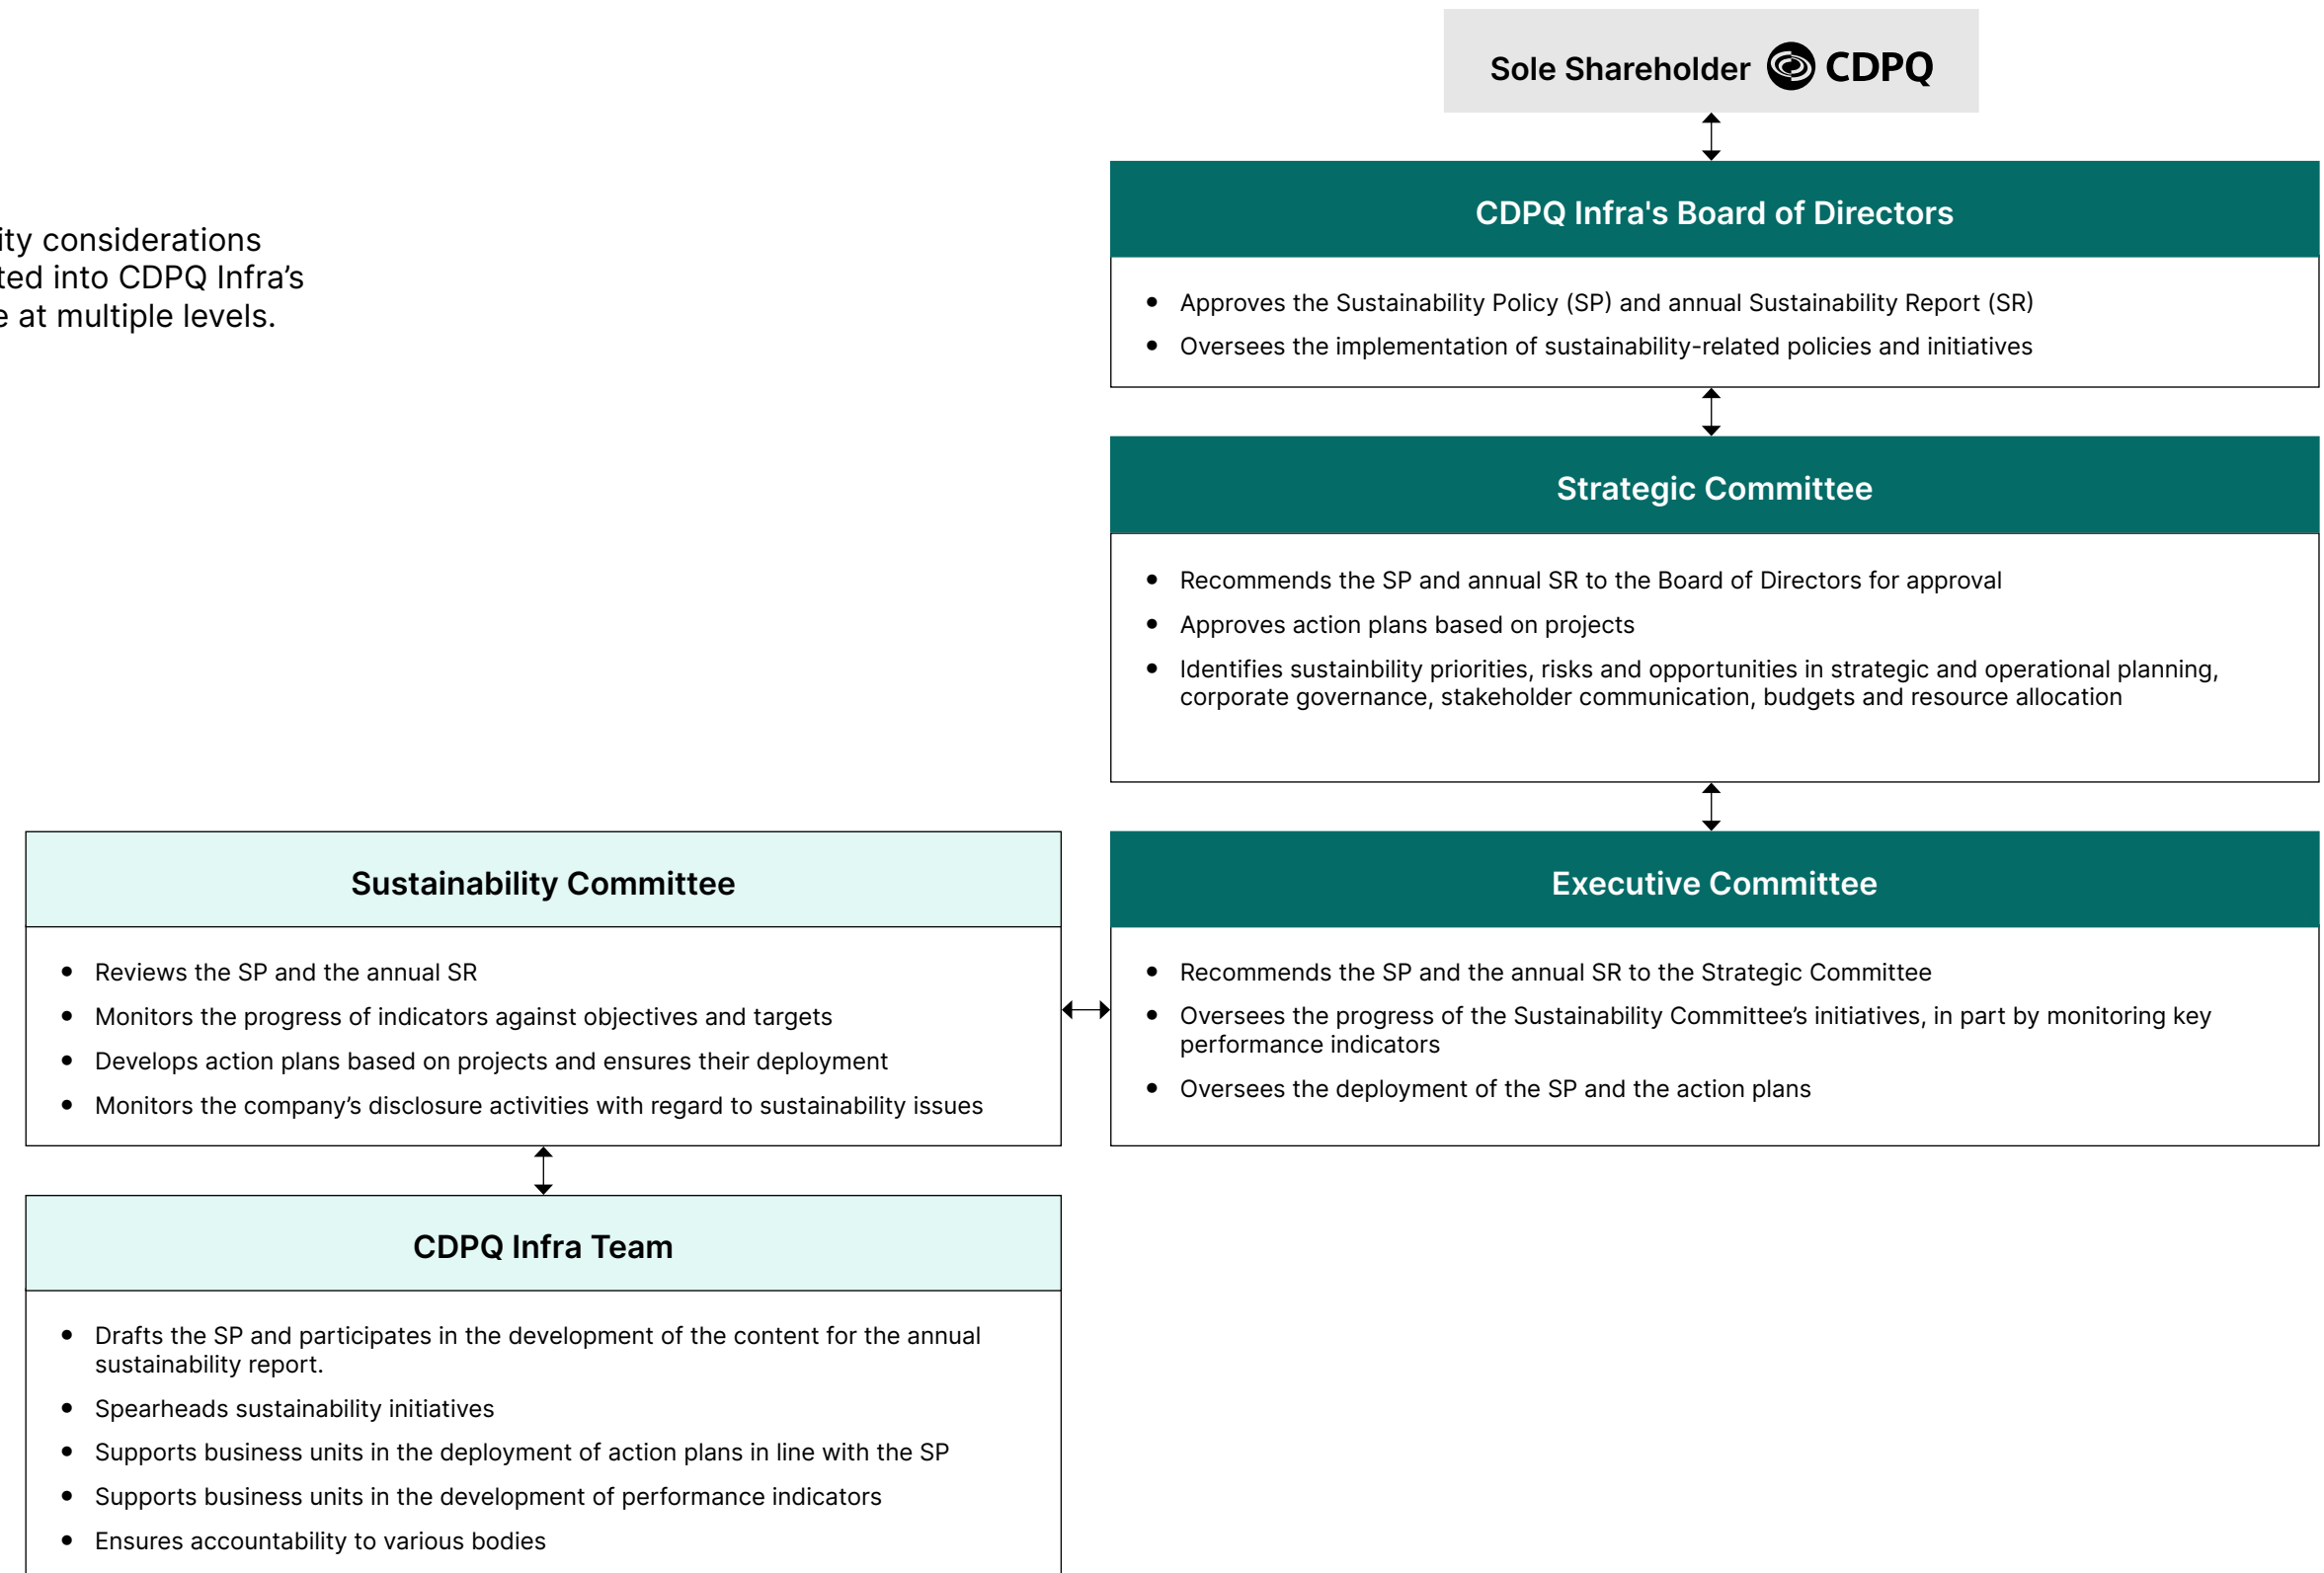 Sole Shareholder CDPQ
ity considerations
ted into CDPQ Infra’s
e at multiple levels.
CDPQ Infra's Board of Directors
• Approves the Sustainability Policy (SP) and annual Sustainability Report (SR)
• Oversees the implementation of sustainability-related policies and initiatives
Strategic Committee
• Recommends the SP and annual SR to the Board of Directors for approval
• Approves action plans based on projects
• Identifies sustainbility priorities, risks and opportunities in strategic and operational planning,
corporate governance, stakeholder communication, budgets and resource allocation
Executive Committee
• Recommends the SP and the annual SR to the Strategic Committee
• Oversees the progress of the Sustainability Committee’s initiatives, in part by monitoring key
performance indicators
• Oversees the deployment of the SP and the action plans
Sustainability Committee
• Reviews the SP and the annual SR
• Monitors the progress of indicators against objectives and targets
• Develops action plans based on projects and ensures their deployment
• Monitors the company’s disclosure activities with regard to sustainability issues
CDPQ Infra Team
• Drafts the SP and participates in the development of the content for the annual
sustainability report.
• Spearheads sustainability initiatives
• Supports business units in the deployment of action plans in line with the SP
• Supports business units in the development of performance indicators
• Ensures accountability to various bodies